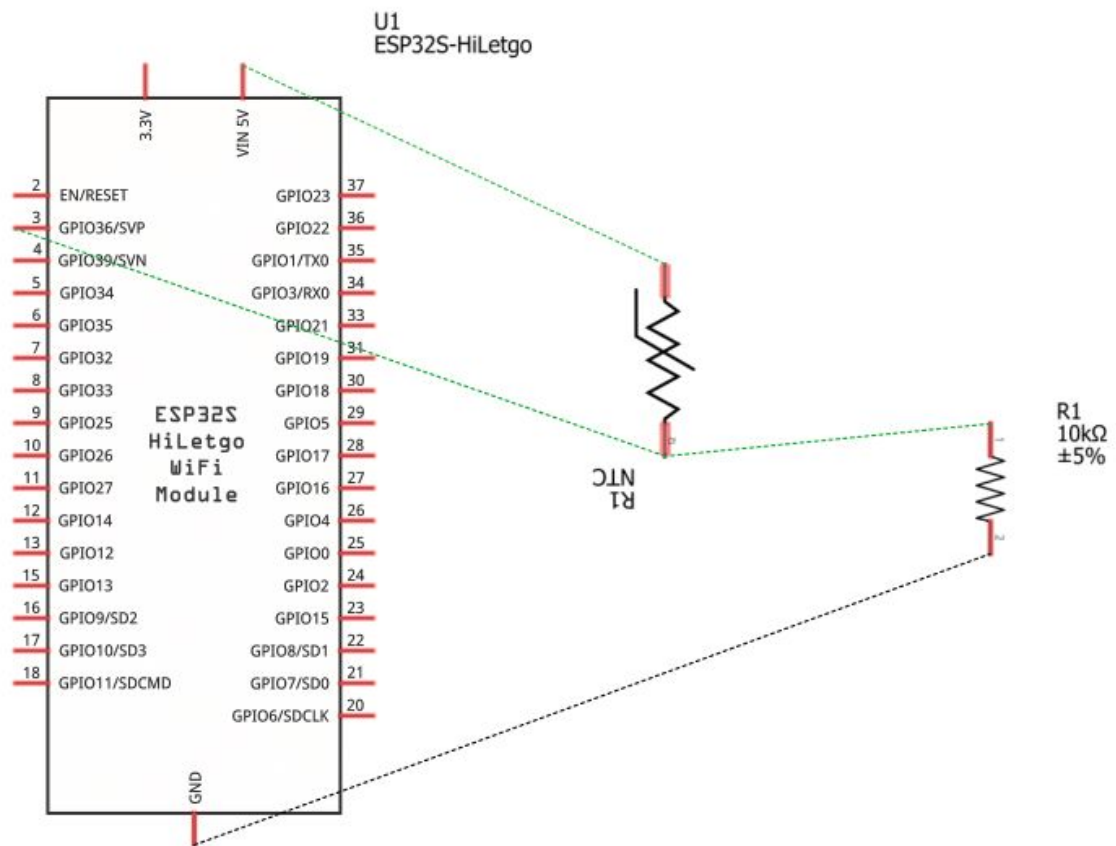 U1
ESP32S-HiLetgo
3.3V
VIN 5V
2 EN/RESET
GPIO23 37
3 GPIO36/SVP
GPIO22 36
4 GPIO39/SVN
GPIO1/TX0 35
5 GPIO34
GPIO3/RX0 34
6 GPIO35
GPIO21 33
7 GPIO32
GPIO19 31
8 GPIO33
GPIO18 30
9 GPIO25
GPIO5 29
10 GPIO26
GPIO17 28
11 GPIO27
GPIO16 27
12 GPIO14
GPIO4 26
13 GPIO12
GPIO0 25
15 GPIO13
GPIO2 24
16 GPIO9/SD2
GPIO15 23
17 GPIO10/SD3
GPIO8/SD1 22
18 GPIO11/SDCMD
GPIO7/SD0 21
GPIO6/SDCLK 20
ESP32S
HiLetgo
WiFi
Module
GND
R1
NTC
R1
10kΩ
±5%
1
2